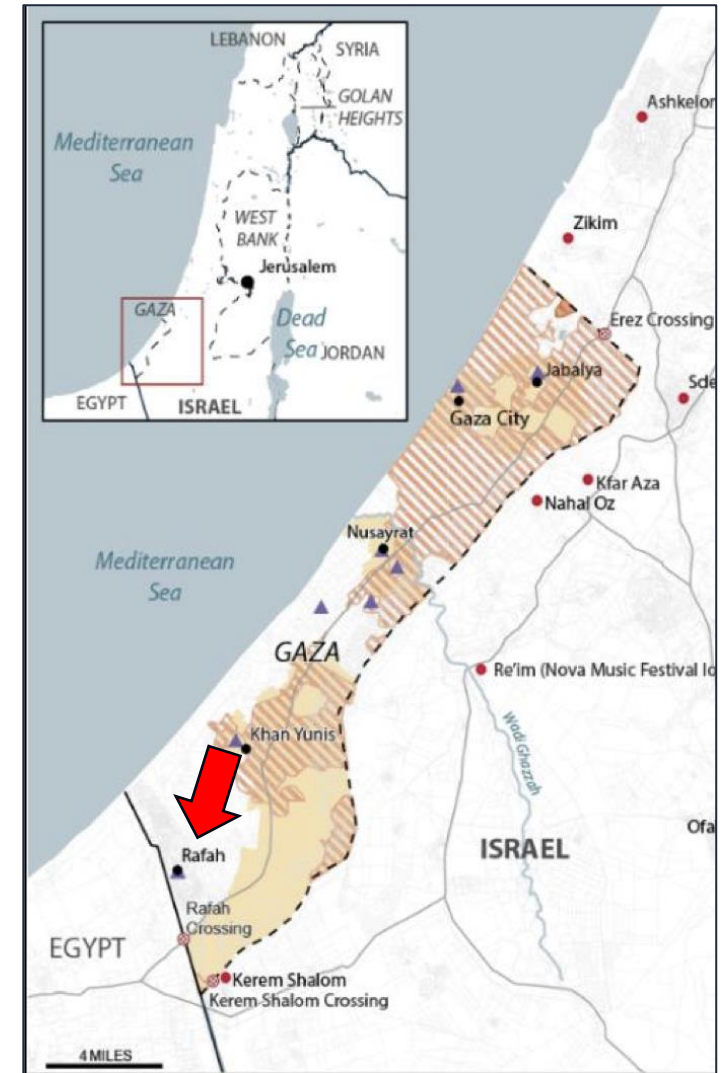 LEBANON
SYRIA
GOLAN
HEIGHTS
Mediterranean
Sea
WEST
BANK
Jerusalem
GAZA
Dead
Sea
JORDAN
EGYPT
ISRAEL
Ashkelon
Zikim
Erez Crossing
Jabalya
Sde
Gaza City
Kfar Aza
Nahal Oz
Nusayrat
Mediterranean
Sea
GAZA
Re'im (Nova Music Festival lo
Khan Yunis
Wadi Ghazzah
Ofa
ISRAEL
Rafah
Rafah
Crossing
EGYPT
Kerem Shalom
Kerem Shalom Crossing
4 MILES